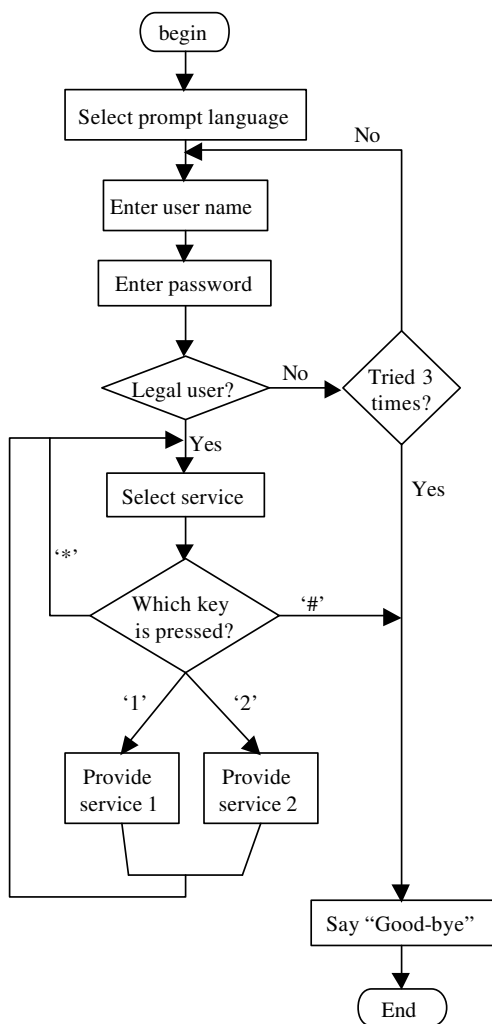 begin
Select prompt language
No
Enter user name
Enter password
Legal user?
No
Tried 3
times?
Yes
Yes
Select service
‘*’
Which key
is pressed?
‘#’
‘1’
‘2’
Provide
service 1
Provide
service 2
Say “Good-bye”
End